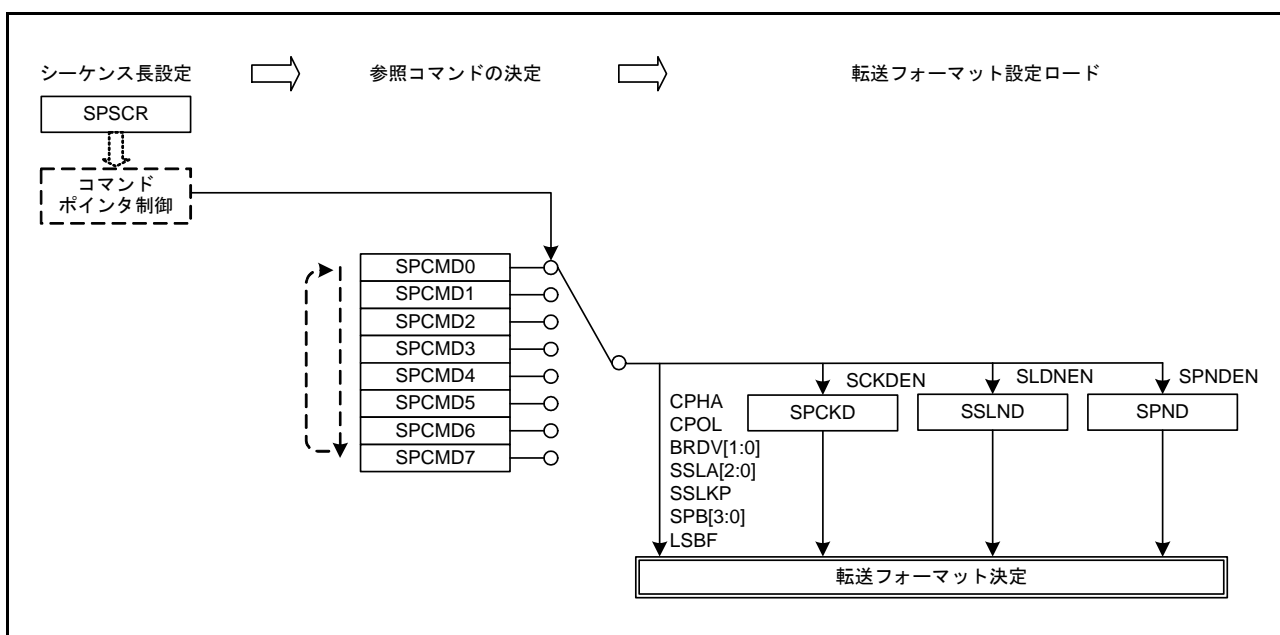 シーケンス長設定
参照コマンドの決定
転送フォーマット設定ロード
SPSCR
コマンド
ポインタ制御
SPCMD0
SPCMD1
SPCMD2
SPCMD3
SPCMD4
SPCMD5
SPCMD6
SPCMD7
CPHA
CPOL
BRDV[1:0]
SSLA[2:0]
SSLKP
SPB[3:0]
LSBF
SCKDEN
SPCKD
SLDNEN
SSLND
SPNDEN
SPND
転送フォーマット決定